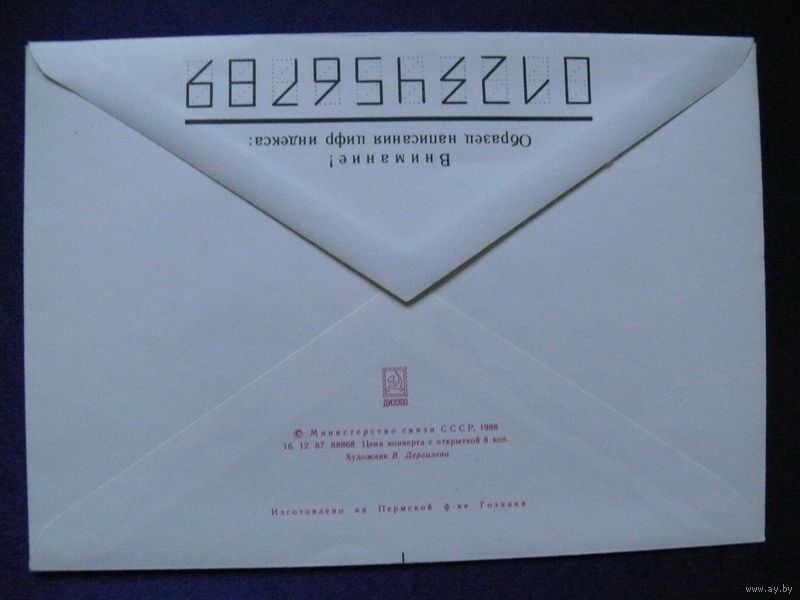 Внимание!
Образец написания цифр индекса:
0123456789
ДИЭЗПО
© Министерство связи СССР, 1988
16. 12. 87. 88868. Цена конверта с открыткой 8 коп.
Художник В. Дергилева
Изготовлено на Пермской ф-ке Гознака
www.ay.by